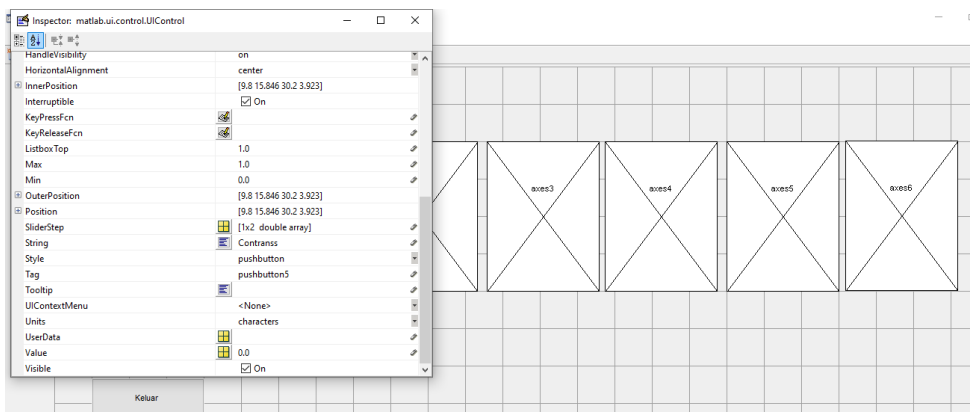 Inspector: matlab.ui.control.UIControl
HandleVisibility on
HorizontalAlignment center
InnerPosition [9.8 15.846 30.2 3.923]
Interruptible On
KeyPressFcn
KeyReleaseFcn
ListboxTop 1.0
Max 1.0
Min 0.0
OuterPosition [9.8 15.846 30.2 3.923]
Position [9.8 15.846 30.2 3.923]
SliderStep [1x2 double array]
String Contranss
Style pushbutton
Tag pushbutton5
Tooltip
UIContextMenu <None>
Units characters
UserData
Value 0.0
Visible On
axes3 axes4 axes5 axes6
Keluar